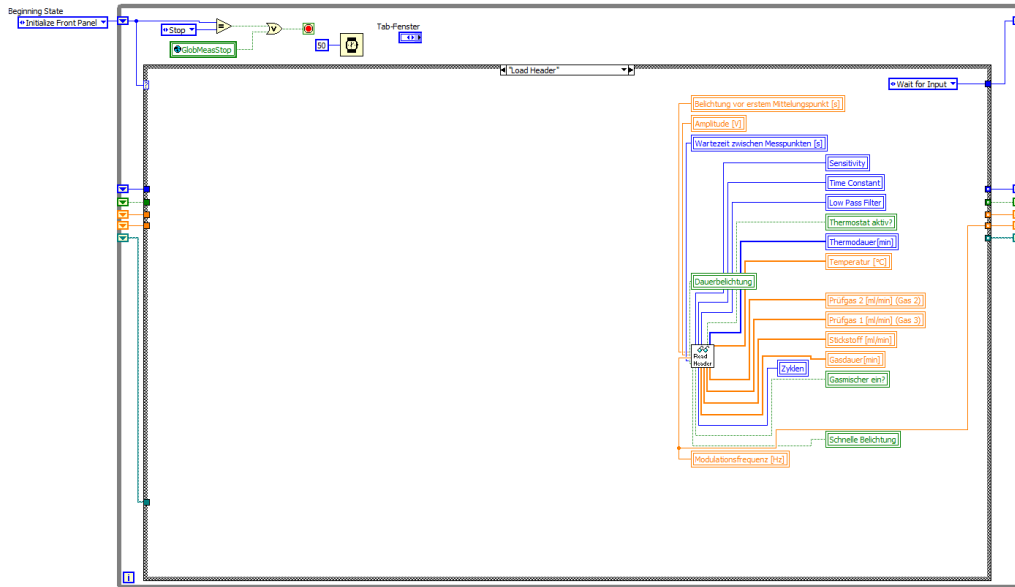 Beginning State
Initialize Front Panel
Stop
GlobMeasStop
50
Tab-Fenster
"Load Header"
Wait for Input
Belichtung vor erstem Mittelungspunkt [s]
Amplitude [V]
Wartezeit zwischen Messpunkten [s]
Sensitivity
Time Constant
Low Pass Filter
Thermostat aktiv?
Thermodauer[min]
Temperatur [°C]
Dauerbelichtung
Prüfgas 2 [ml/min] (Gas 2)
Prüfgas 1 [ml/min] (Gas 3)
Stickstoff [ml/min]
Read
Header
Gasdauer[min]
Zyklen
Gasmischer ein?
Schnelle Belichtung
Modulationsfrequenz [Hz]
i